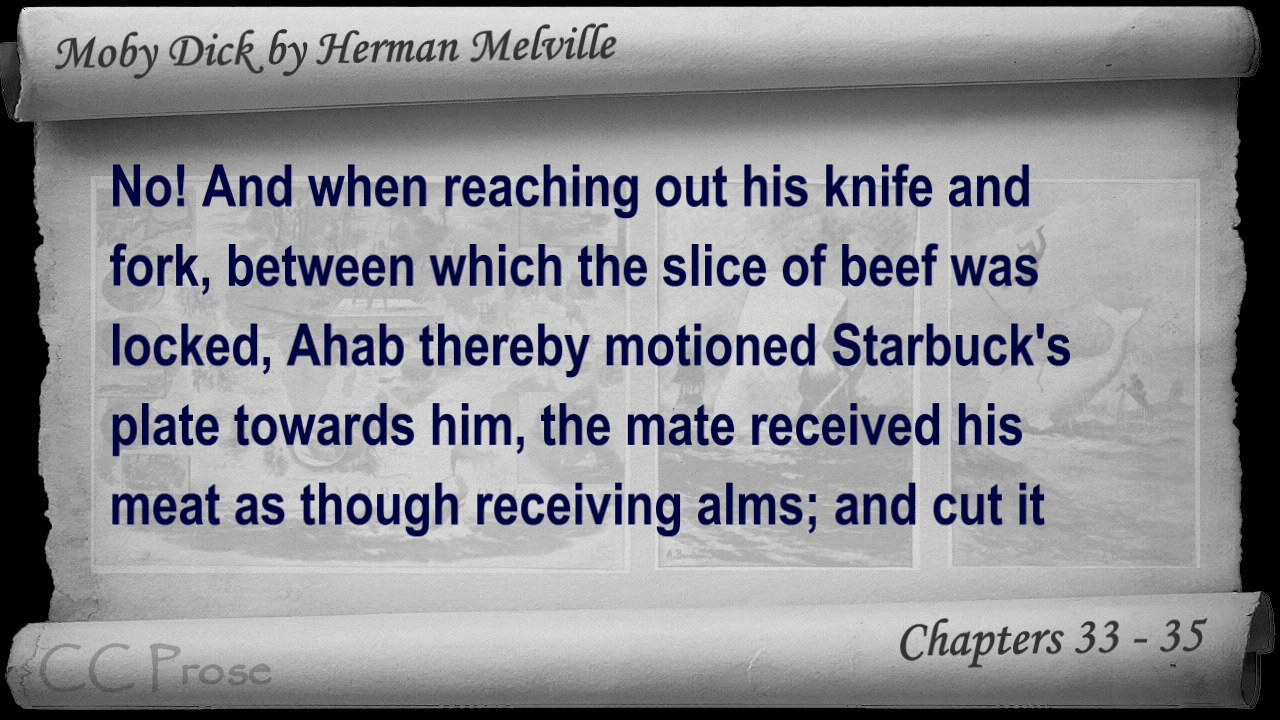 Moby Dick by Herman Melville
No! And when reaching out his knife and
fork, between which the slice of beef was
locked, Ahab thereby motioned Starbuck's
plate towards him, the mate received his
meat as though receiving alms; and cut it
Chapters 33 - 35
CC Prose